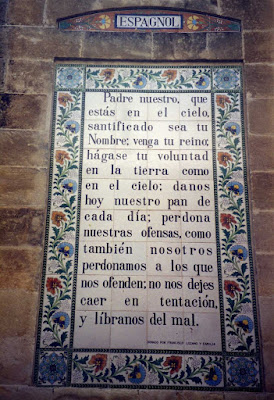 ESPAGNOL
Padre nuestro, que
estás en el cielo,
santificado sea tu
Nombre; venga tu reino;
hágase tu voluntad
en la tierra como
en el cielo; danos
hoy nuestro pan de
cada día; perdona
nuestras ofensas, como
también nosotros
perdonamos a los que
nos ofenden; no nos dejes
caer en tentación,
y líbranos del mal.